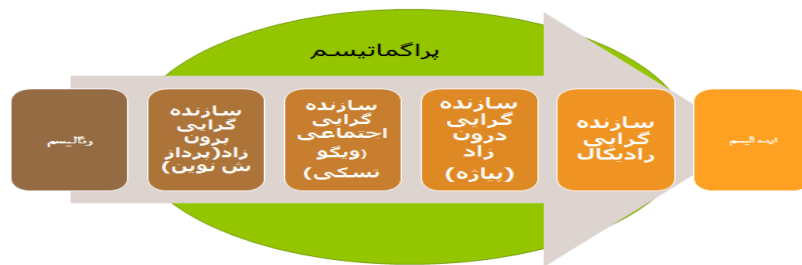 پراگماتیسم
رئالیسم
سازنده
گرایی
برون
زاد(پرداز
ش نوین)
سازنده
گرایی
اجتماعی
(ویگو
تسکی)
سازنده
گرایی
درون
زاد
(پیاژه)
سازنده
گرایی
رادیکال
ایده الیسم